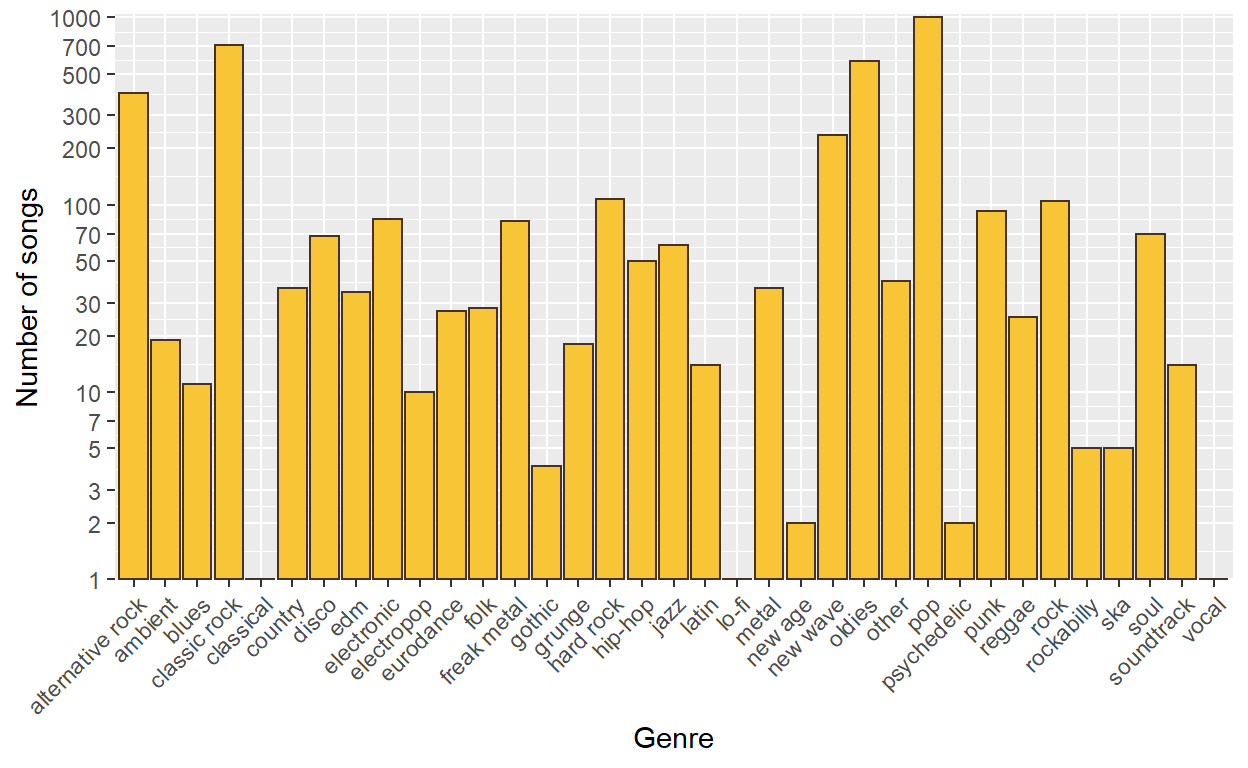 1000
700
500
300
200
100
70
50
30
20
10
7
5
3
2
1
Number of songs
alternative rock
ambient
blues
classic rock
classical
country
disco
edm
electronic
electropop
eurodance
folk
freak metal
gothic
grunge
hard rock
hip-hop
jazz
latin
lo-fi
metal
new age
new wave
oldies
other
pop
psychedelic
punk
reggae
rock
rockabilly
ska
soul
soundtrack
vocal
Genre